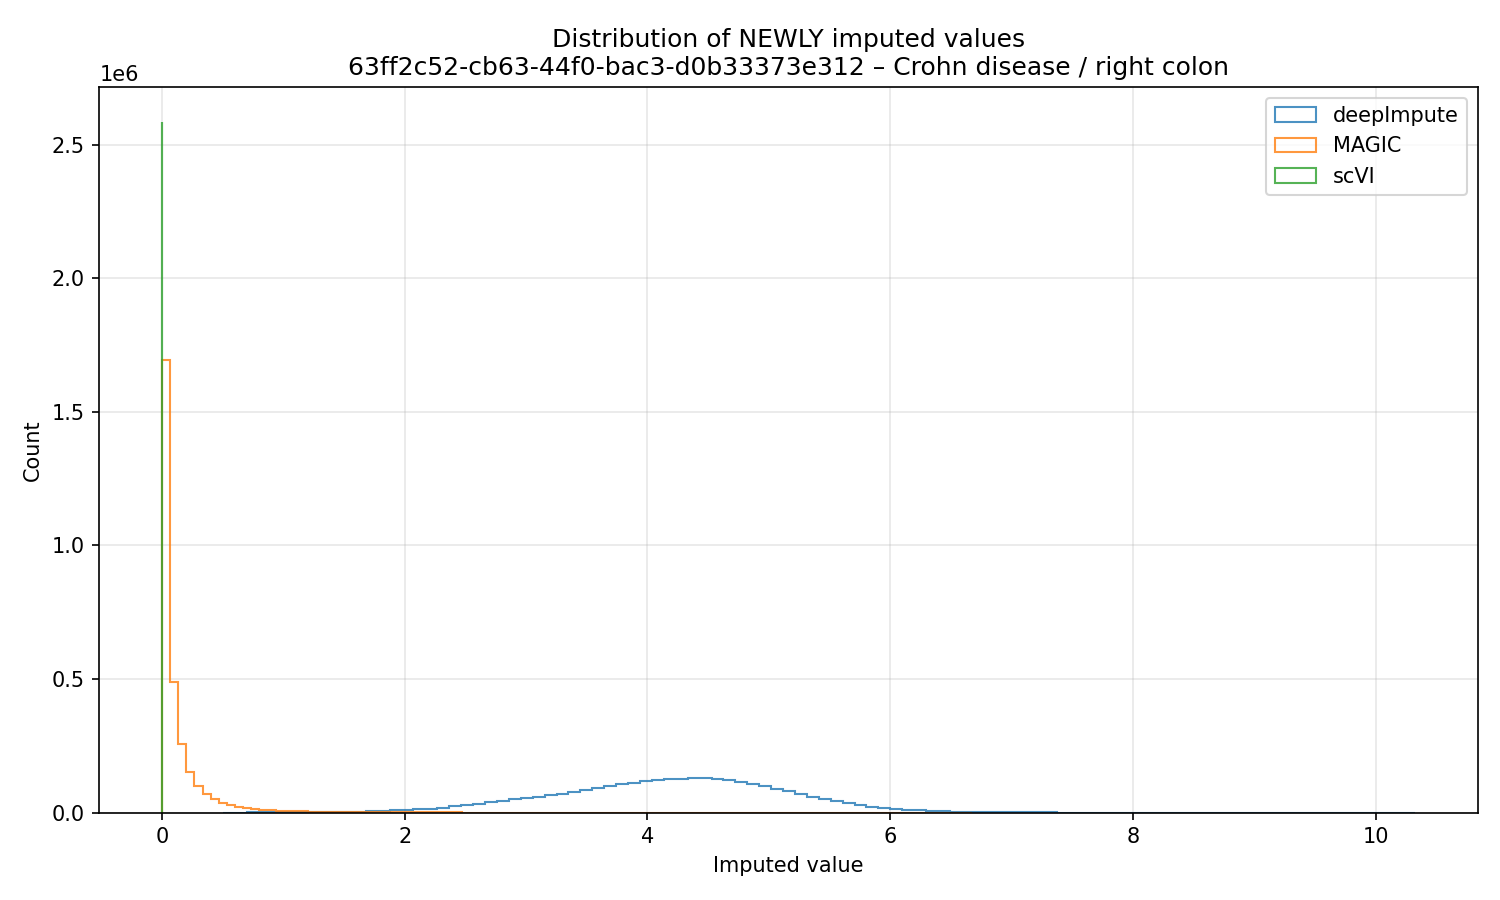 Distribution of NEWLY imputed values
63ff2c52-cb63-44f0-bac3-d0b33373e312 – Crohn disease / right colon
1e6
deepImpute
MAGIC
scVI
2.5
2.0
1.5
1.0
0.5
0.0
Count
0 2 4 6 8 10
Imputed value